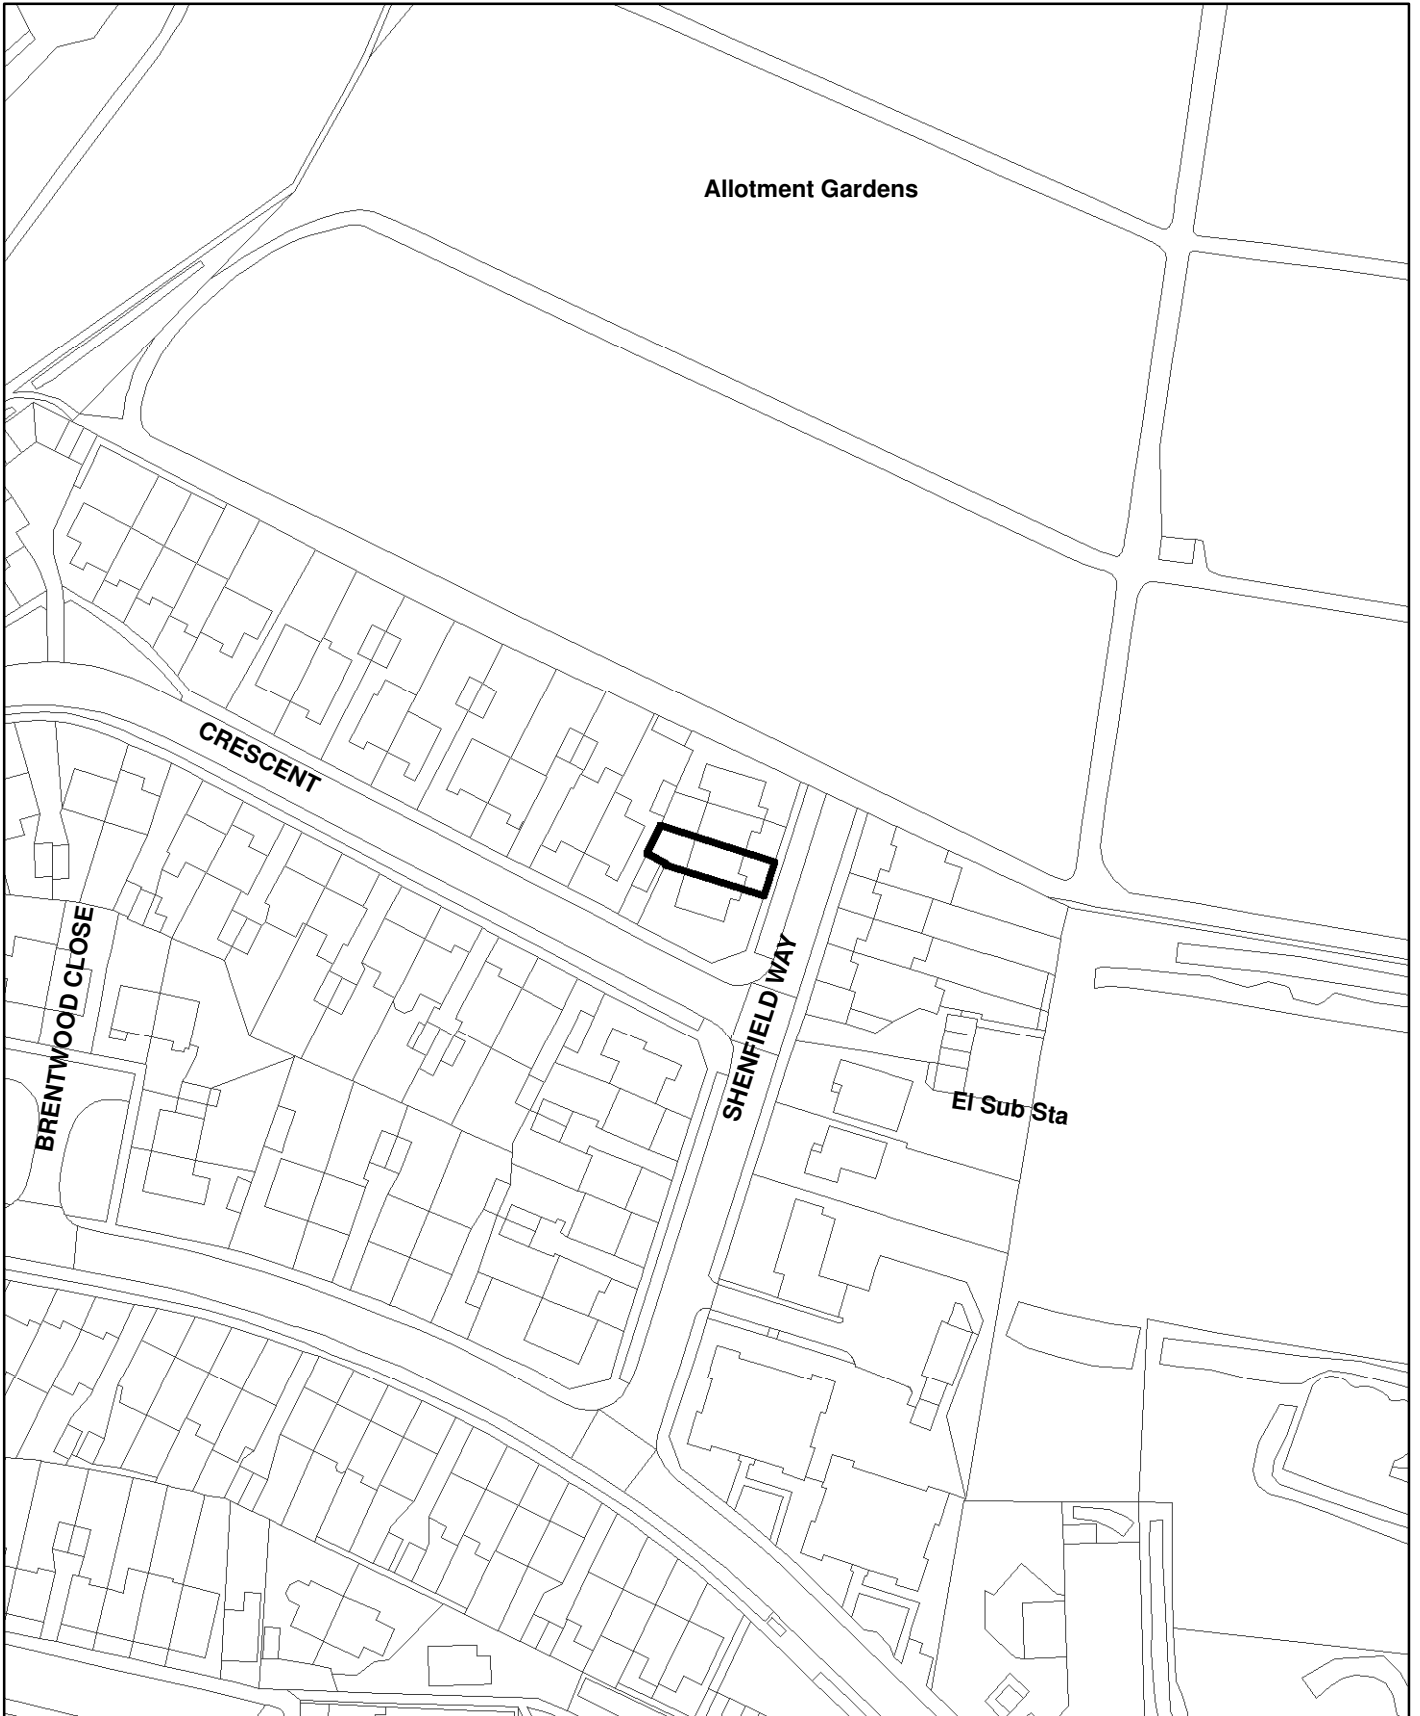 Allotment Gardens
CRESCENT
BRENTWOOD CLOSE
SHENFIELD WAY
El Sub Sta